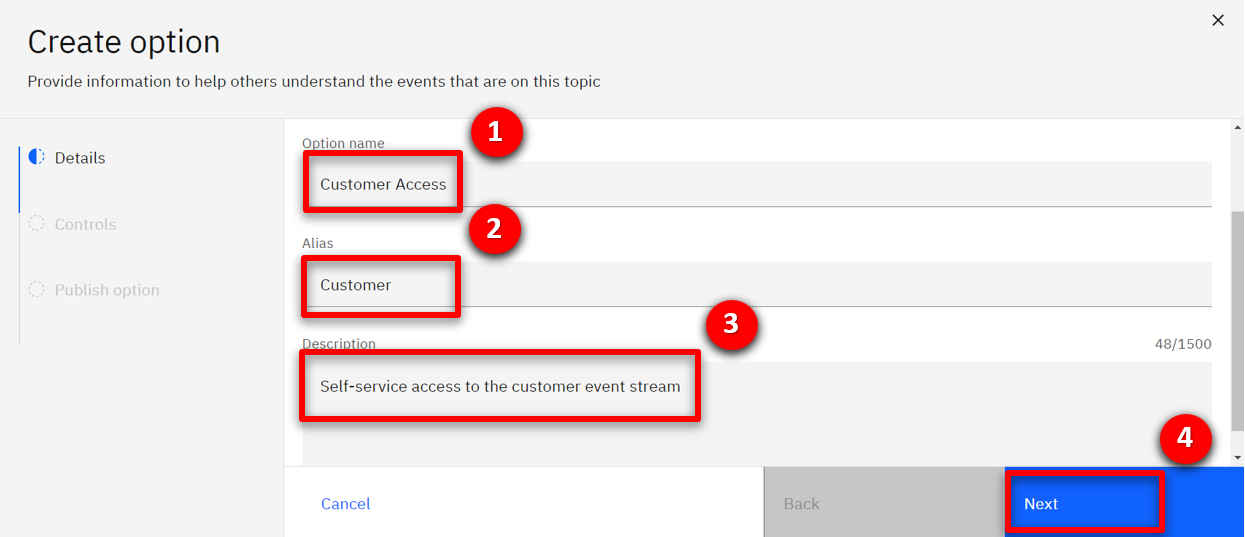 Create option
Provide information to help others understand the events that are on this topic
Details
Controls
Publish option
1
Option name
Customer Access
2
Alias
Customer
3
Description
48/1500
Self-service access to the customer event stream
4
Cancel
Back
Next